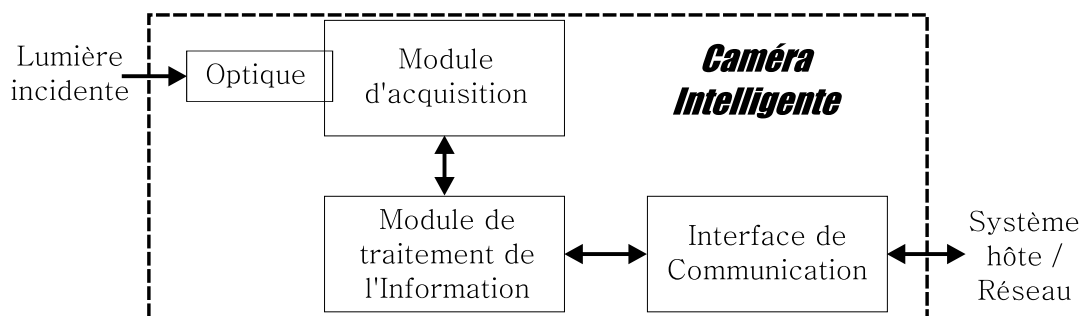 Lumière
incidente
Optique
Module
d'acquisition
Caméra
Intelligente
Module de
traitement de
l'Information
Interface de
Communication
Système
hôte /
Réseau